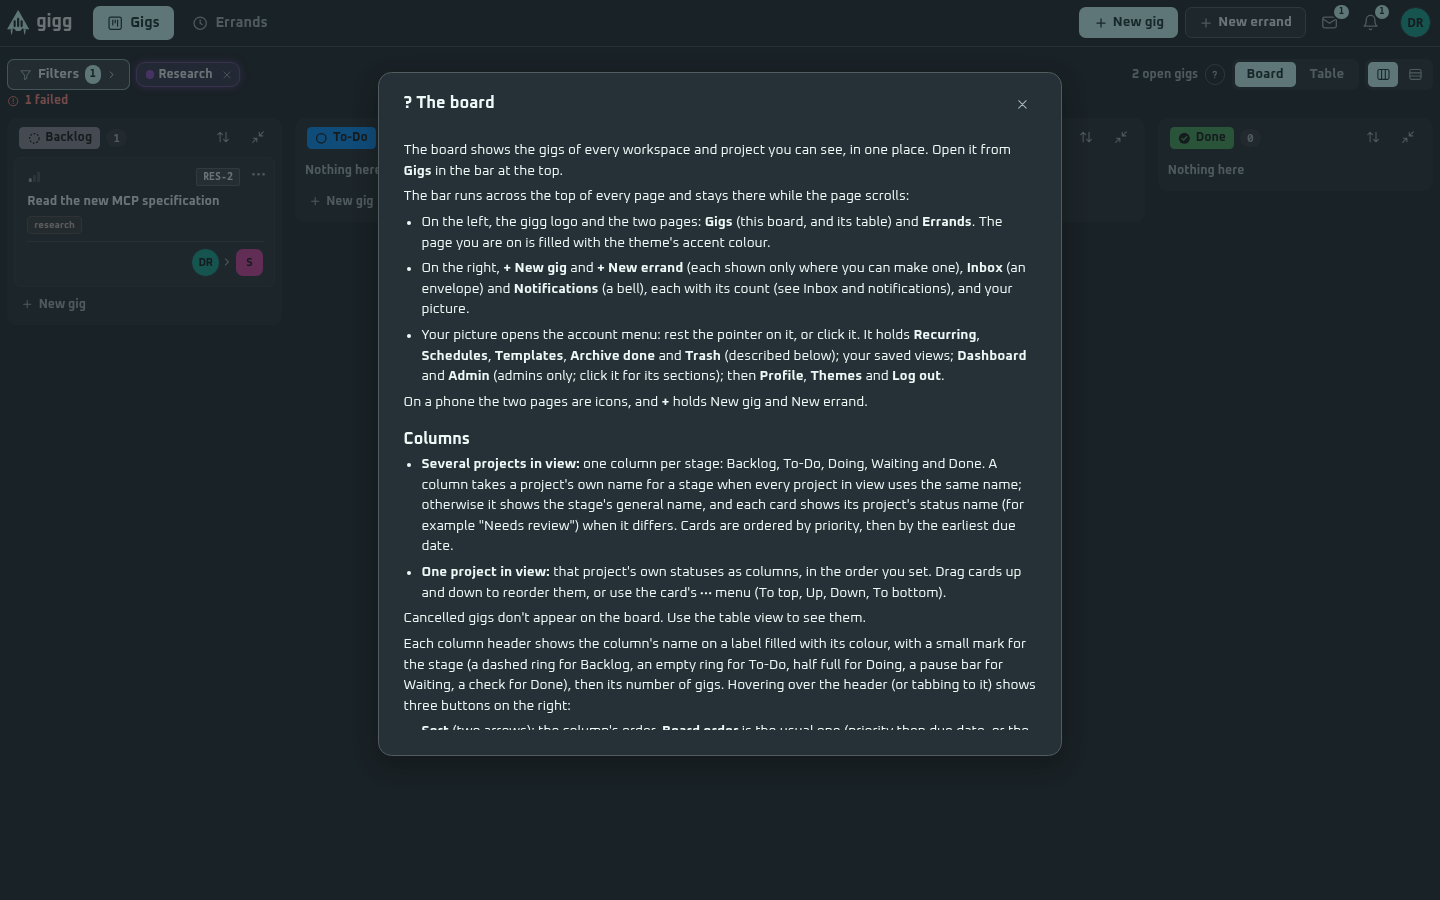 gigg
Gigs
Errands
New gig
New errand
1
1
DR
Filters 1
Research
2 open gigs ?
Board
Table
1 failed
Backlog 1
To-Do
Done 0
RES-2
Read the new MCP specification
research
DR
S
+ New gig
Nothing here
+ New gig
Nothing here
? The board
The board shows the gigs of every workspace and project you can see, in one place. Open it from
Gigs in the bar at the top.
The bar runs across the top of every page and stays there while the page scrolls:
• On the left, the gigg logo and the two pages: Gigs (this board, and its table) and Errands. The
page you are on is filled with the theme's accent colour.
• On the right, + New gig and + New errand (each shown only where you can make one), Inbox (an
envelope) and Notifications (a bell), each with its count (see Inbox and notifications), and your
picture.
• Your picture opens the account menu: rest the pointer on it, or click it. It holds Recurring,
Schedules, Templates, Archive done and Trash (described below); your saved views; Dashboard
and Admin (admins only; click it for its sections); then Profile, Themes and Log out.
On a phone the two pages are icons, and + holds New gig and New errand.
Columns
• Several projects in view: one column per stage: Backlog, To-Do, Doing, Waiting and Done. A
column takes a project's own name for a stage when every project in view uses the same name;
otherwise it shows the stage's general name, and each card shows its project's status name (for
example "Needs review") when it differs. Cards are ordered by priority, then by the earliest due
date.
• One project in view: that project's own statuses as columns, in the order you set. Drag cards up
and down to reorder them, or use the card's ··· menu (To top, Up, Down, To bottom).
Cancelled gigs don't appear on the board. Use the table view to see them.
Each column header shows the column's name on a label filled with its colour, with a small mark for
the stage (a dashed ring for Backlog, an empty ring for To-Do, half full for Doing, a pause bar for
Waiting, a check for Done), then its number of gigs. Hovering over the header (or tabbing to it) shows
three buttons on the right:
Sort (two arrows): the column's order. Board order is the usual one (priority then due date, or the